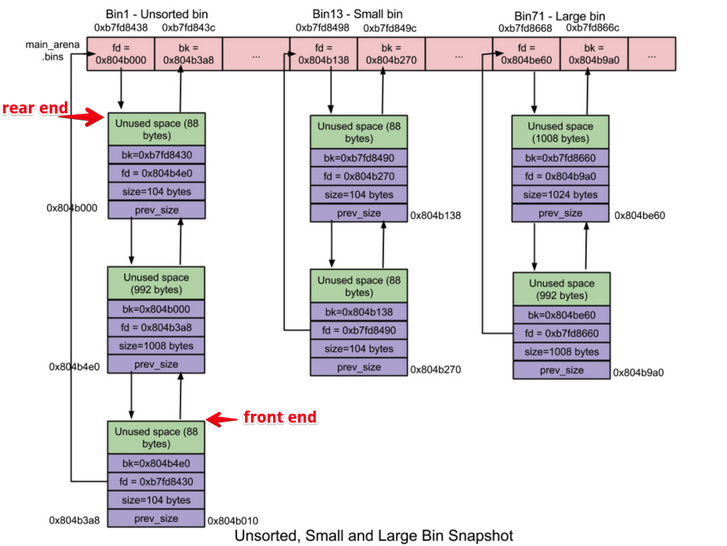 Bin1 - Unsorted bin
0xb7fd8438 0xb7fd843c
Bin13 - Small bin
0xb7fd8498 0xb7fd849c
Bin71 - Large bin
0xb7fd8668 0xb7fd866c
main_arena
.bins
fd =
0x804b000
bk =
0x804b3a8
...
fd =
0x804b138
bk =
0x804b270
...
fd =
0x804be60
bk =
0x804b9a0
...
rear end
Unused space (88
bytes)
bk=0xb7fd8430
fd = 0x804b4e0
size=104 bytes
prev_size
0x804b000
Unused space
(992 bytes)
bk=0x804b000
fd = 0x804b3a8
size=1008 bytes
prev_size
0x804b4e0
front end
Unused space (88
bytes)
bk=0x804b4e0
fd = 0xb7fd8430
size=104 bytes
prev_size
0x804b3a8
0x804b010
Unused space (88
bytes)
bk=0xb7fd8490
fd = 0x804b270
size=104 bytes
prev_size
0x804b138
Unused space (88
bytes)
bk=0x804b138
fd = 0xb7fd8490
size=104 bytes
prev_size
0x804b270
Unused space
(1008 bytes)
bk=0xb7fd8660
fd = 0x804b9a0
size=1024 bytes
prev_size
0x804be60
Unused space
(992 bytes)
bk=0x804be60
fd = 0xb7fd8660
size=1008 bytes
prev_size
0x804b9a0
Unsorted, Small and Large Bin Snapshot